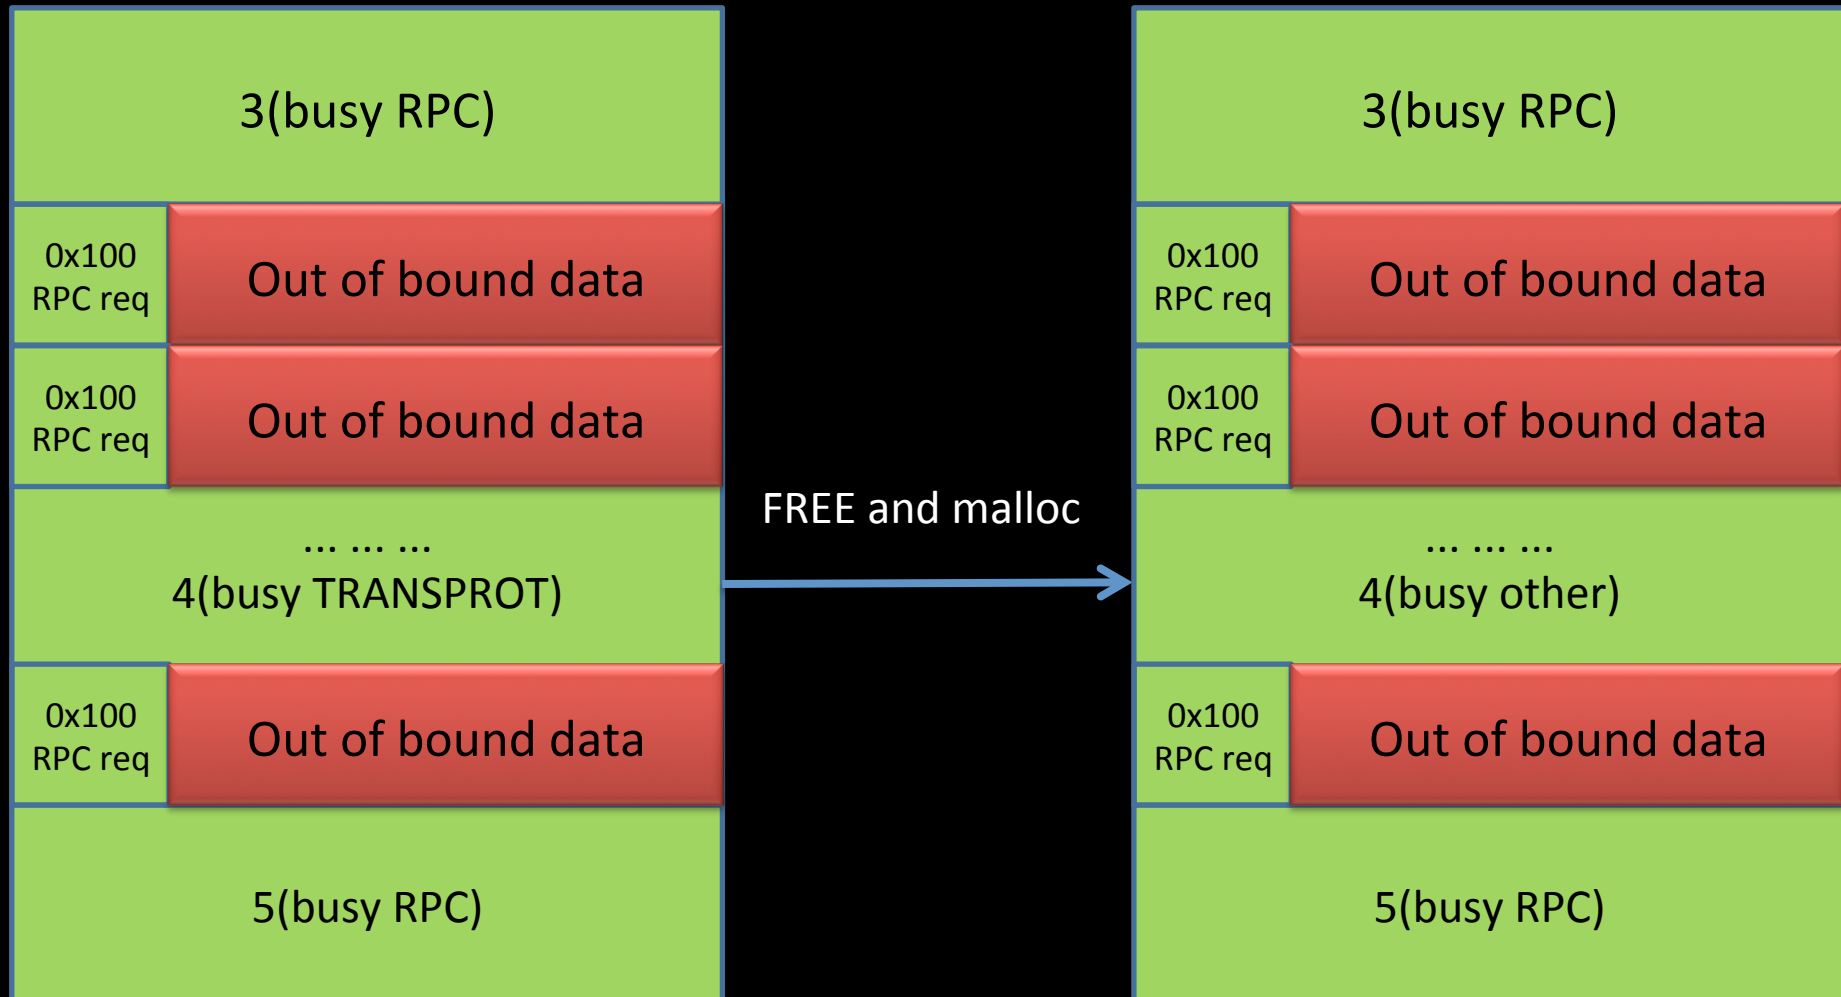 3(busy RPC)
0x100
RPC req
Out of bound data
0x100
RPC req
Out of bound data
... ... ...
4(busy TRANSPROT)
0x100
RPC req
Out of bound data
5(busy RPC)
FREE and malloc
3(busy RPC)
0x100
RPC req
Out of bound data
0x100
RPC req
Out of bound data
... ... ...
4(busy other)
0x100
RPC req
Out of bound data
5(busy RPC)